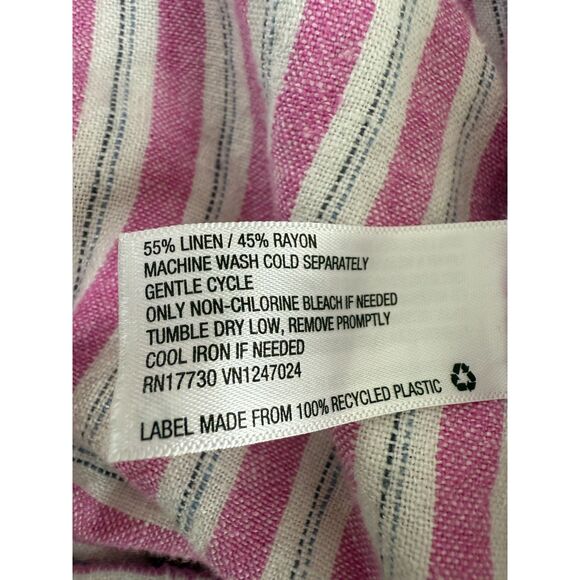 55% LINEN / 45% RAYON
MACHINE WASH COLD SEPARATELY
GENTLE CYCLE
ONLY NON-CHLORINE BLEACH IF NEEDED
TUMBLE DRY LOW, REMOVE PROMPTLY
COOL IRON IF NEEDED
RN17730 VN1247024
LABEL MADE FROM 100% RECYCLED PLASTIC